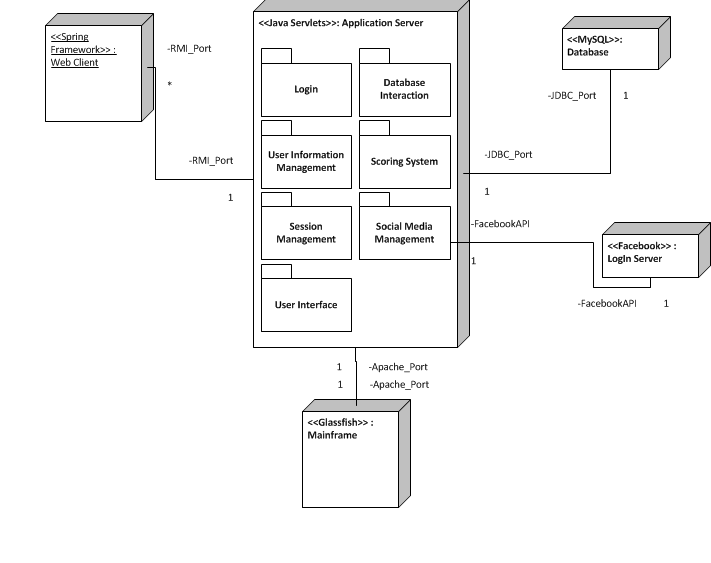 <<Spring
Framework>> :
Web Client
-RMI_Port
*
-RMI_Port
1
<<Java Servlets>>: Application Server
Login
Database
Interaction
User Information
Management
Scoring System
Session
Management
Social Media
Management
User Interface
<<MySQL>>:
Database
-JDBC_Port
1
-JDBC_Port
1
-FacebookAPI
1
<<Facebook>> :
LogIn Server
-FacebookAPI
1
1
-Apache_Port
1
-Apache_Port
<<Glassfish>> :
Mainframe